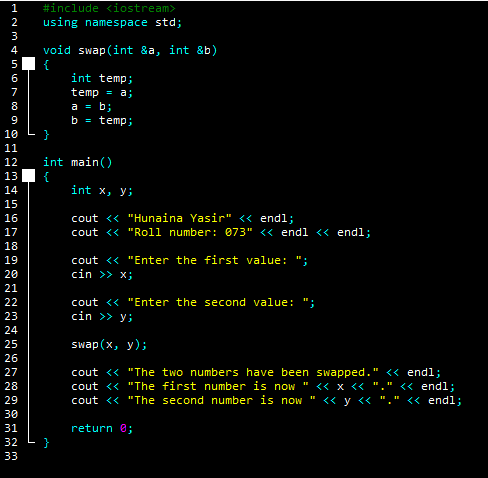 1 #include <iostream>
2 using namespace std;
3
4 void swap(int &a, int &b)
5 {
6 int temp;
7 temp = a;
8 a = b;
9 b = temp;
10 }
11
12 int main()
13 {
14 int x, y;
15
16 cout << "Hunaina Yasir" << endl;
17 cout << "Roll number: 073" << endl << endl;
18
19 cout << "Enter the first value: ";
20 cin >> x;
21
22 cout << "Enter the second value: ";
23 cin >> y;
24
25 swap(x, y);
26
27 cout << "The two numbers have been swapped." << endl;
28 cout << "The first number is now " << x << "." << endl;
29 cout << "The second number is now " << y << "." << endl;
30
31 return 0;
32 }
33